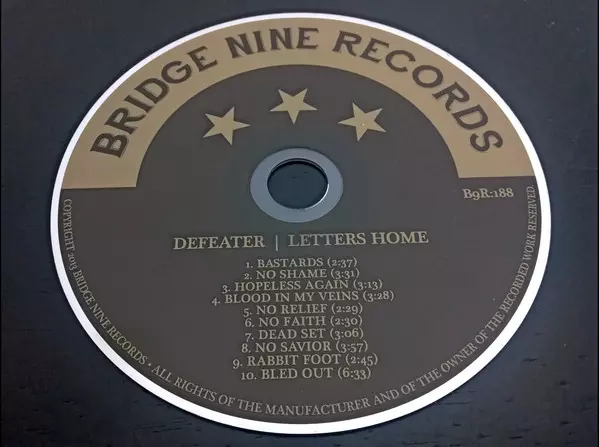 BRIDGE NINE RECORDS
B9R:188
DEFEATER | LETTERS HOME
1. BASTARDS (2:37)
2. NO SHAME (3:31)
3. HOPELESS AGAIN (3:13)
4. BLOOD IN MY VEINS (3:28)
5. NO RELIEF (2:29)
6. NO FAITH (2:30)
7. DEAD SET (3:06)
8. NO SAVIOR (3:57)
9. RABBIT FOOT (2:45)
10. BLED OUT (6:33)
COPYRIGHT 2013 BRIDGE NINE RECORDS • ALL RIGHTS OF THE MANUFACTURER AND OF THE OWNER OF THE RECORDED WORK RESERVED.